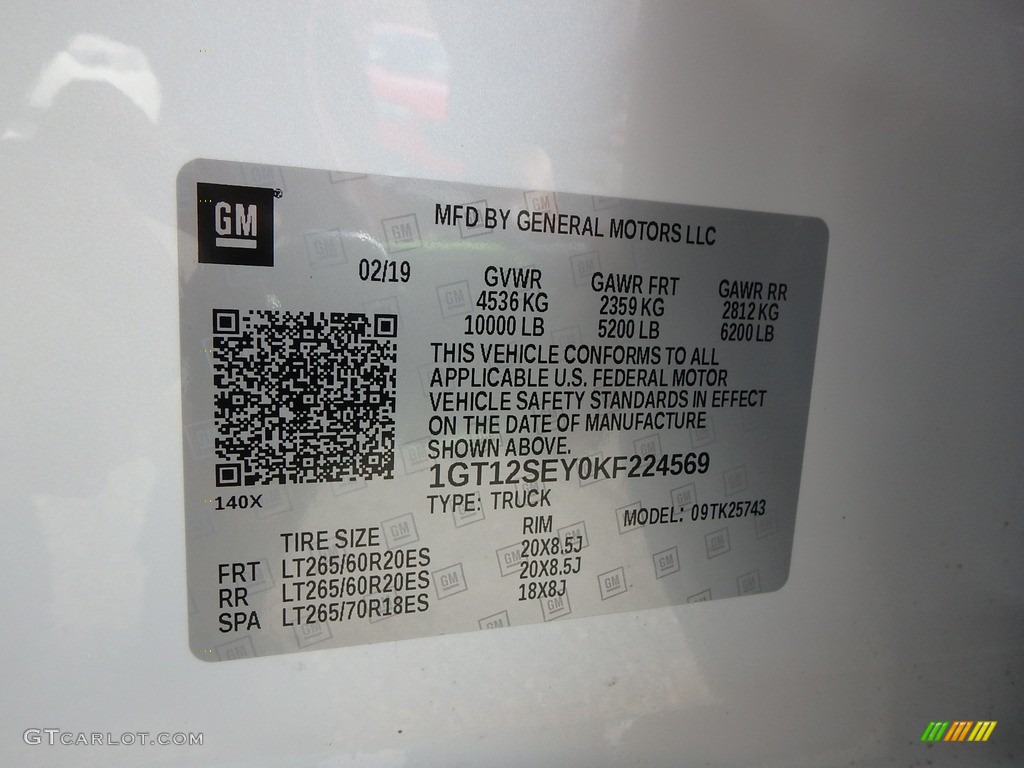 GM
MFD BY GENERAL MOTORS LLC
02/19
GVWR GAWR FRT GAWR RR
4536 KG 2359 KG 2812 KG
10000 LB 5200 LB 6200 LB
THIS VEHICLE CONFORMS TO ALL
APPLICABLE U.S. FEDERAL MOTOR
VEHICLE SAFETY STANDARDS IN EFFECT
ON THE DATE OF MANUFACTURE
SHOWN ABOVE.
1GT12SEY0KF224569
140X
TYPE: TRUCK MODEL: 09TK25743
TIRE SIZE RIM
FRT LT265/60R20ES 20X8.5J
RR LT265/60R20ES 20X8.5J
SPA LT265/70R18ES 18X8J
GTCARLOT.COM